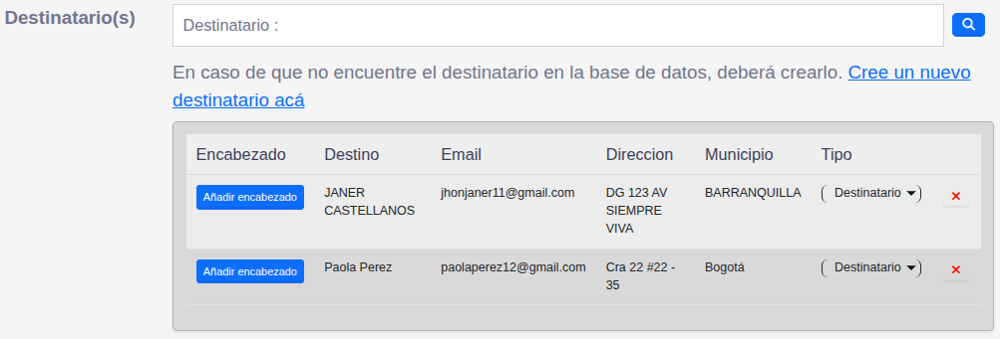 Destinatario(s)
Destinatario :
En caso de que no encuentre el destinatario en la base de datos, deberá crearlo. Cree un nuevo
destinatario acá
Encabezado Destino Email Direccion Municipio Tipo
Añadir encabezado JANER jhonjaner11@gmail.com DG 123 AV BARRANQUILLA Destinatario
CASTELLANOS SIEMPRE
VIVA
Añadir encabezado Paola Perez paolaperez12@gmail.com Cra 22 #22 - Bogotá Destinatario
35